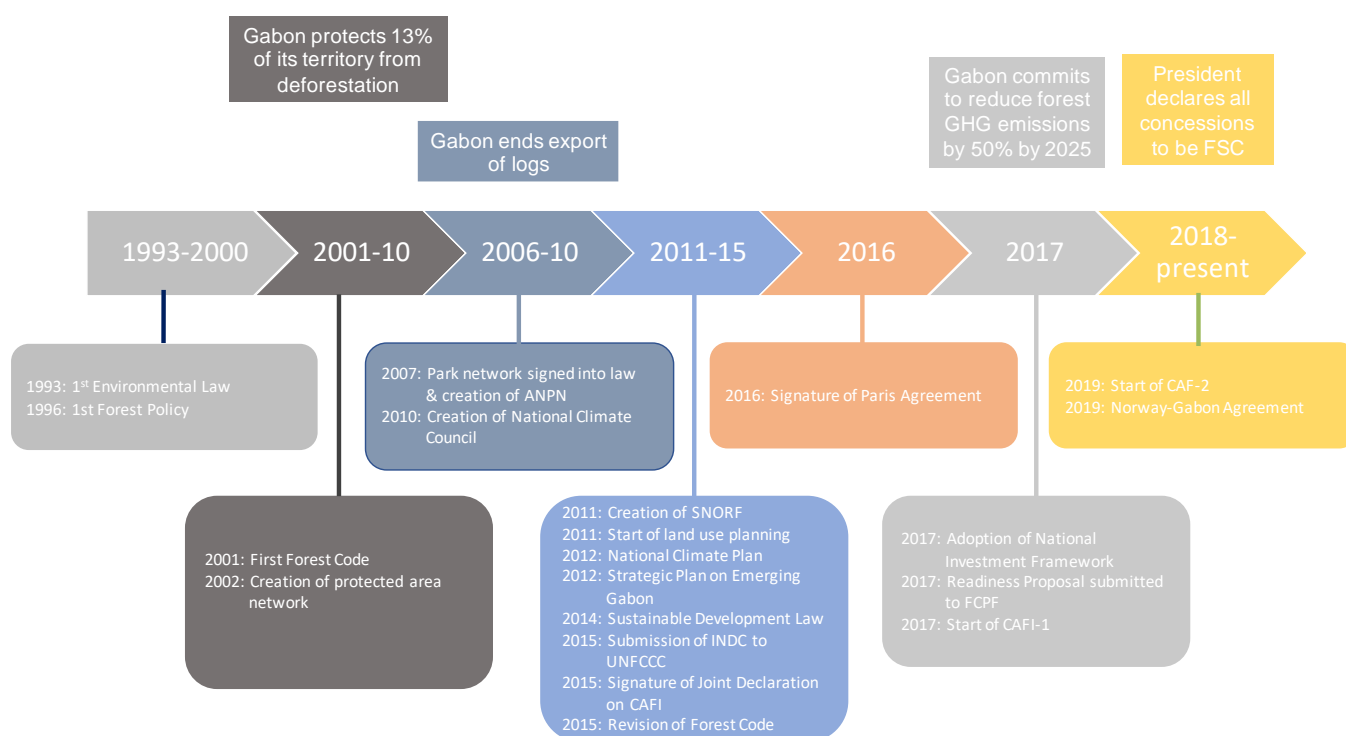 Gabon protects 13%
of its territory from
deforestation
Gabon ends export
of logs
Gabon commits
to reduce forest
GHG emissions
by 50% by 2025
President
declares all
concessions
to be FSC
1993-2000
2001-10
2006-10
2011-15
2016
2017
2018-
present
1993: 1st Environmental Law
1996: 1st Forest Policy
2007: Park network signed into law
& creation of ANPN
2010: Creation of National Climate
Council
2016: Signature of Paris Agreement
2019: Start of CAF-2
2019: Norway-Gabon Agreement
2001: First Forest Code
2002: Creation of protected area
network
2011: Creation of SNORF
2011: Start of land use planning
2012: National Climate Plan
2012: Strategic Plan on Emerging
Gabon
2014: Sustainable Development Law
2015: Submission of INDC to
UNFCCC
2015: Signature of Joint Declaration
on CAFI
2015: Revision of Forest Code
2017: Adoption of National
Investment Framework
2017: Readiness Proposal submitted
to FCPF
2017: Start of CAFI-1